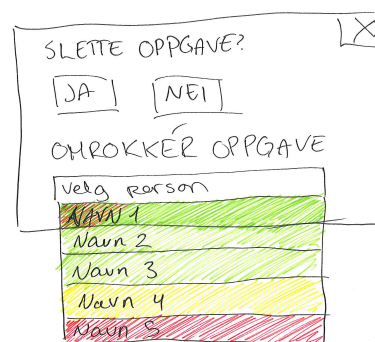 SLETTE OPPGAVE?
X
JA NEI
OMROKKER OPPGAVE
velg person
NAVN 1
Navn 2
Navn 3
Navn 4
Navn 5